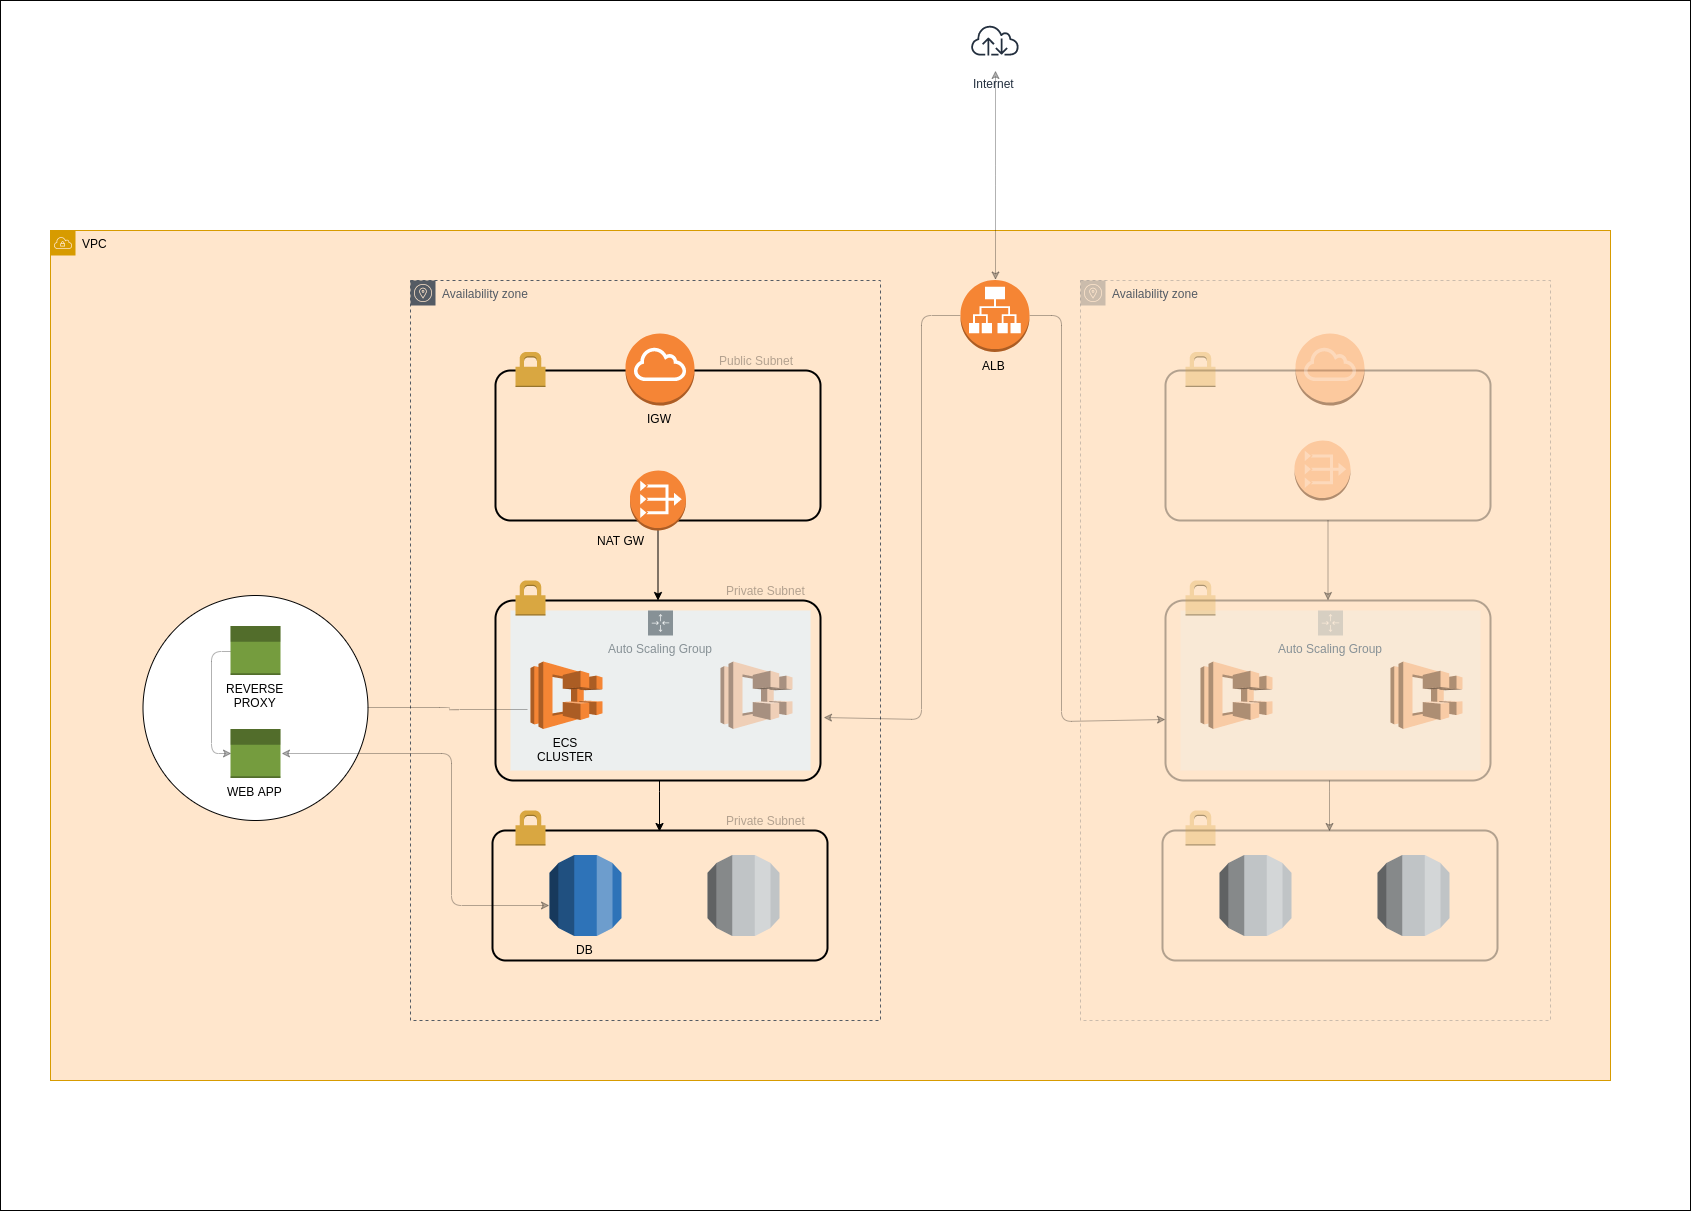 Internet
VPC
Availability zone
Availability zone
ALB
Public Subnet
IGW
NAT GW
Private Subnet
Auto Scaling Group
Auto Scaling Group
ECS
CLUSTER
REVERSE
PROXY
WEB APP
Private Subnet
DB